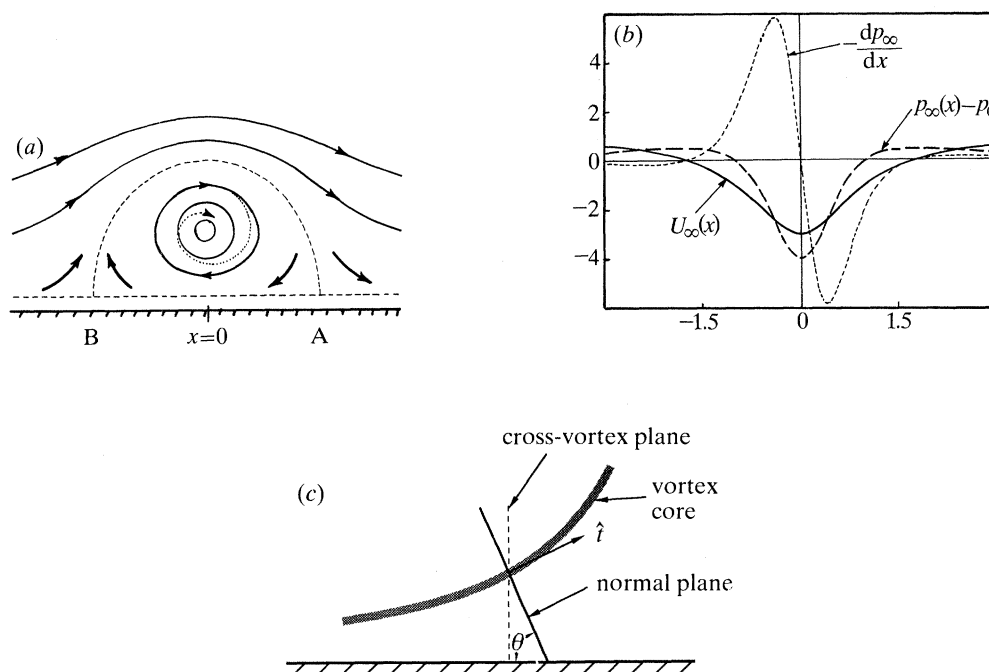 (a)
B
x=0
A
(b)
4
2
0
−2
−4
−1.5
0
1.5
−dp∞/dx
p∞(x)−p
U∞(x)
(c)
cross-vortex plane
vortex
core
t̂
normal plane
θ